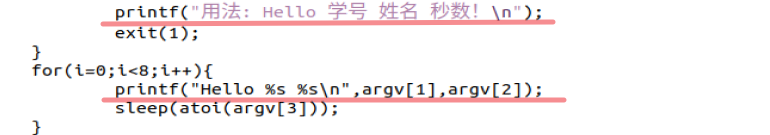 printf("用法: Hello 学号 姓名 秒数! \n");
exit(1);
}
for(i=0;i<8;i++){
printf("Hello %s %s\n",argv[1],argv[2]);
sleep(atoi(argv[3]));
}